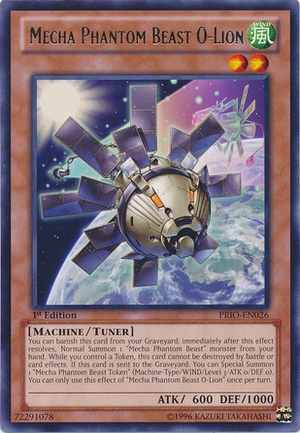 MECHA PHANTOM BEAST O-LION
WIND
風
1st Edition
PRIO-EN026
[MACHINE/TUNER]
You can banish this card from your Graveyard; immediately after this effect
resolves, Normal Summon 1 "Mecha Phantom Beast" monster from your
hand. While you control a Token, this card cannot be destroyed by battle or
card effects. If this card is sent to the Graveyard: You can Special Summon
1 "Mecha Phantom Beast Token" (Machine-Type/WIND/Level 3/ATK 0/DEF 0).
You can only use this effect of "Mecha Phantom Beast O-Lion" once per turn.
ATK/ 600 DEF/1000
72291078
©1996 KAZUKI TAKAHASHI